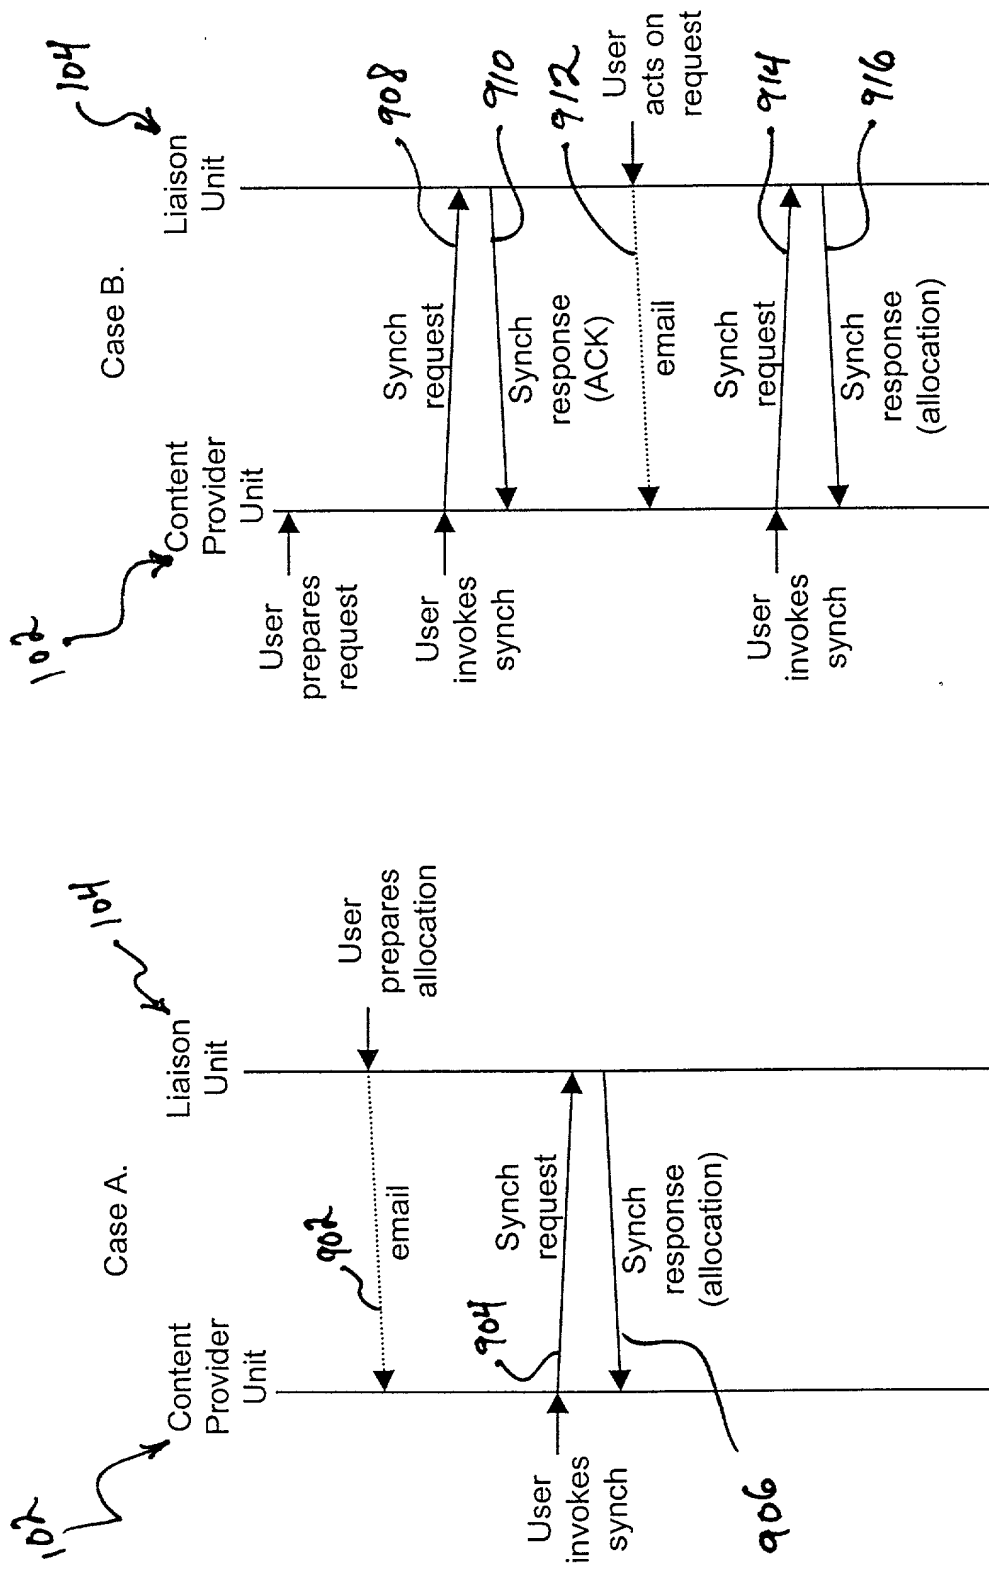 Case A.
102
Content
Provider
Unit
104
Liaison
Unit
902
email
User
prepares
allocation
User
invokes
synch
904
Synch
request
Synch
response
(allocation)
906
Case B.
102
Content
Provider
Unit
104
Liaison
Unit
User
prepares
request
User
invokes
synch
Synch
request
908
Synch
response
(ACK)
910
email
912
User
acts on
request
User
invokes
synch
Synch
request
914
Synch
response
(allocation)
916